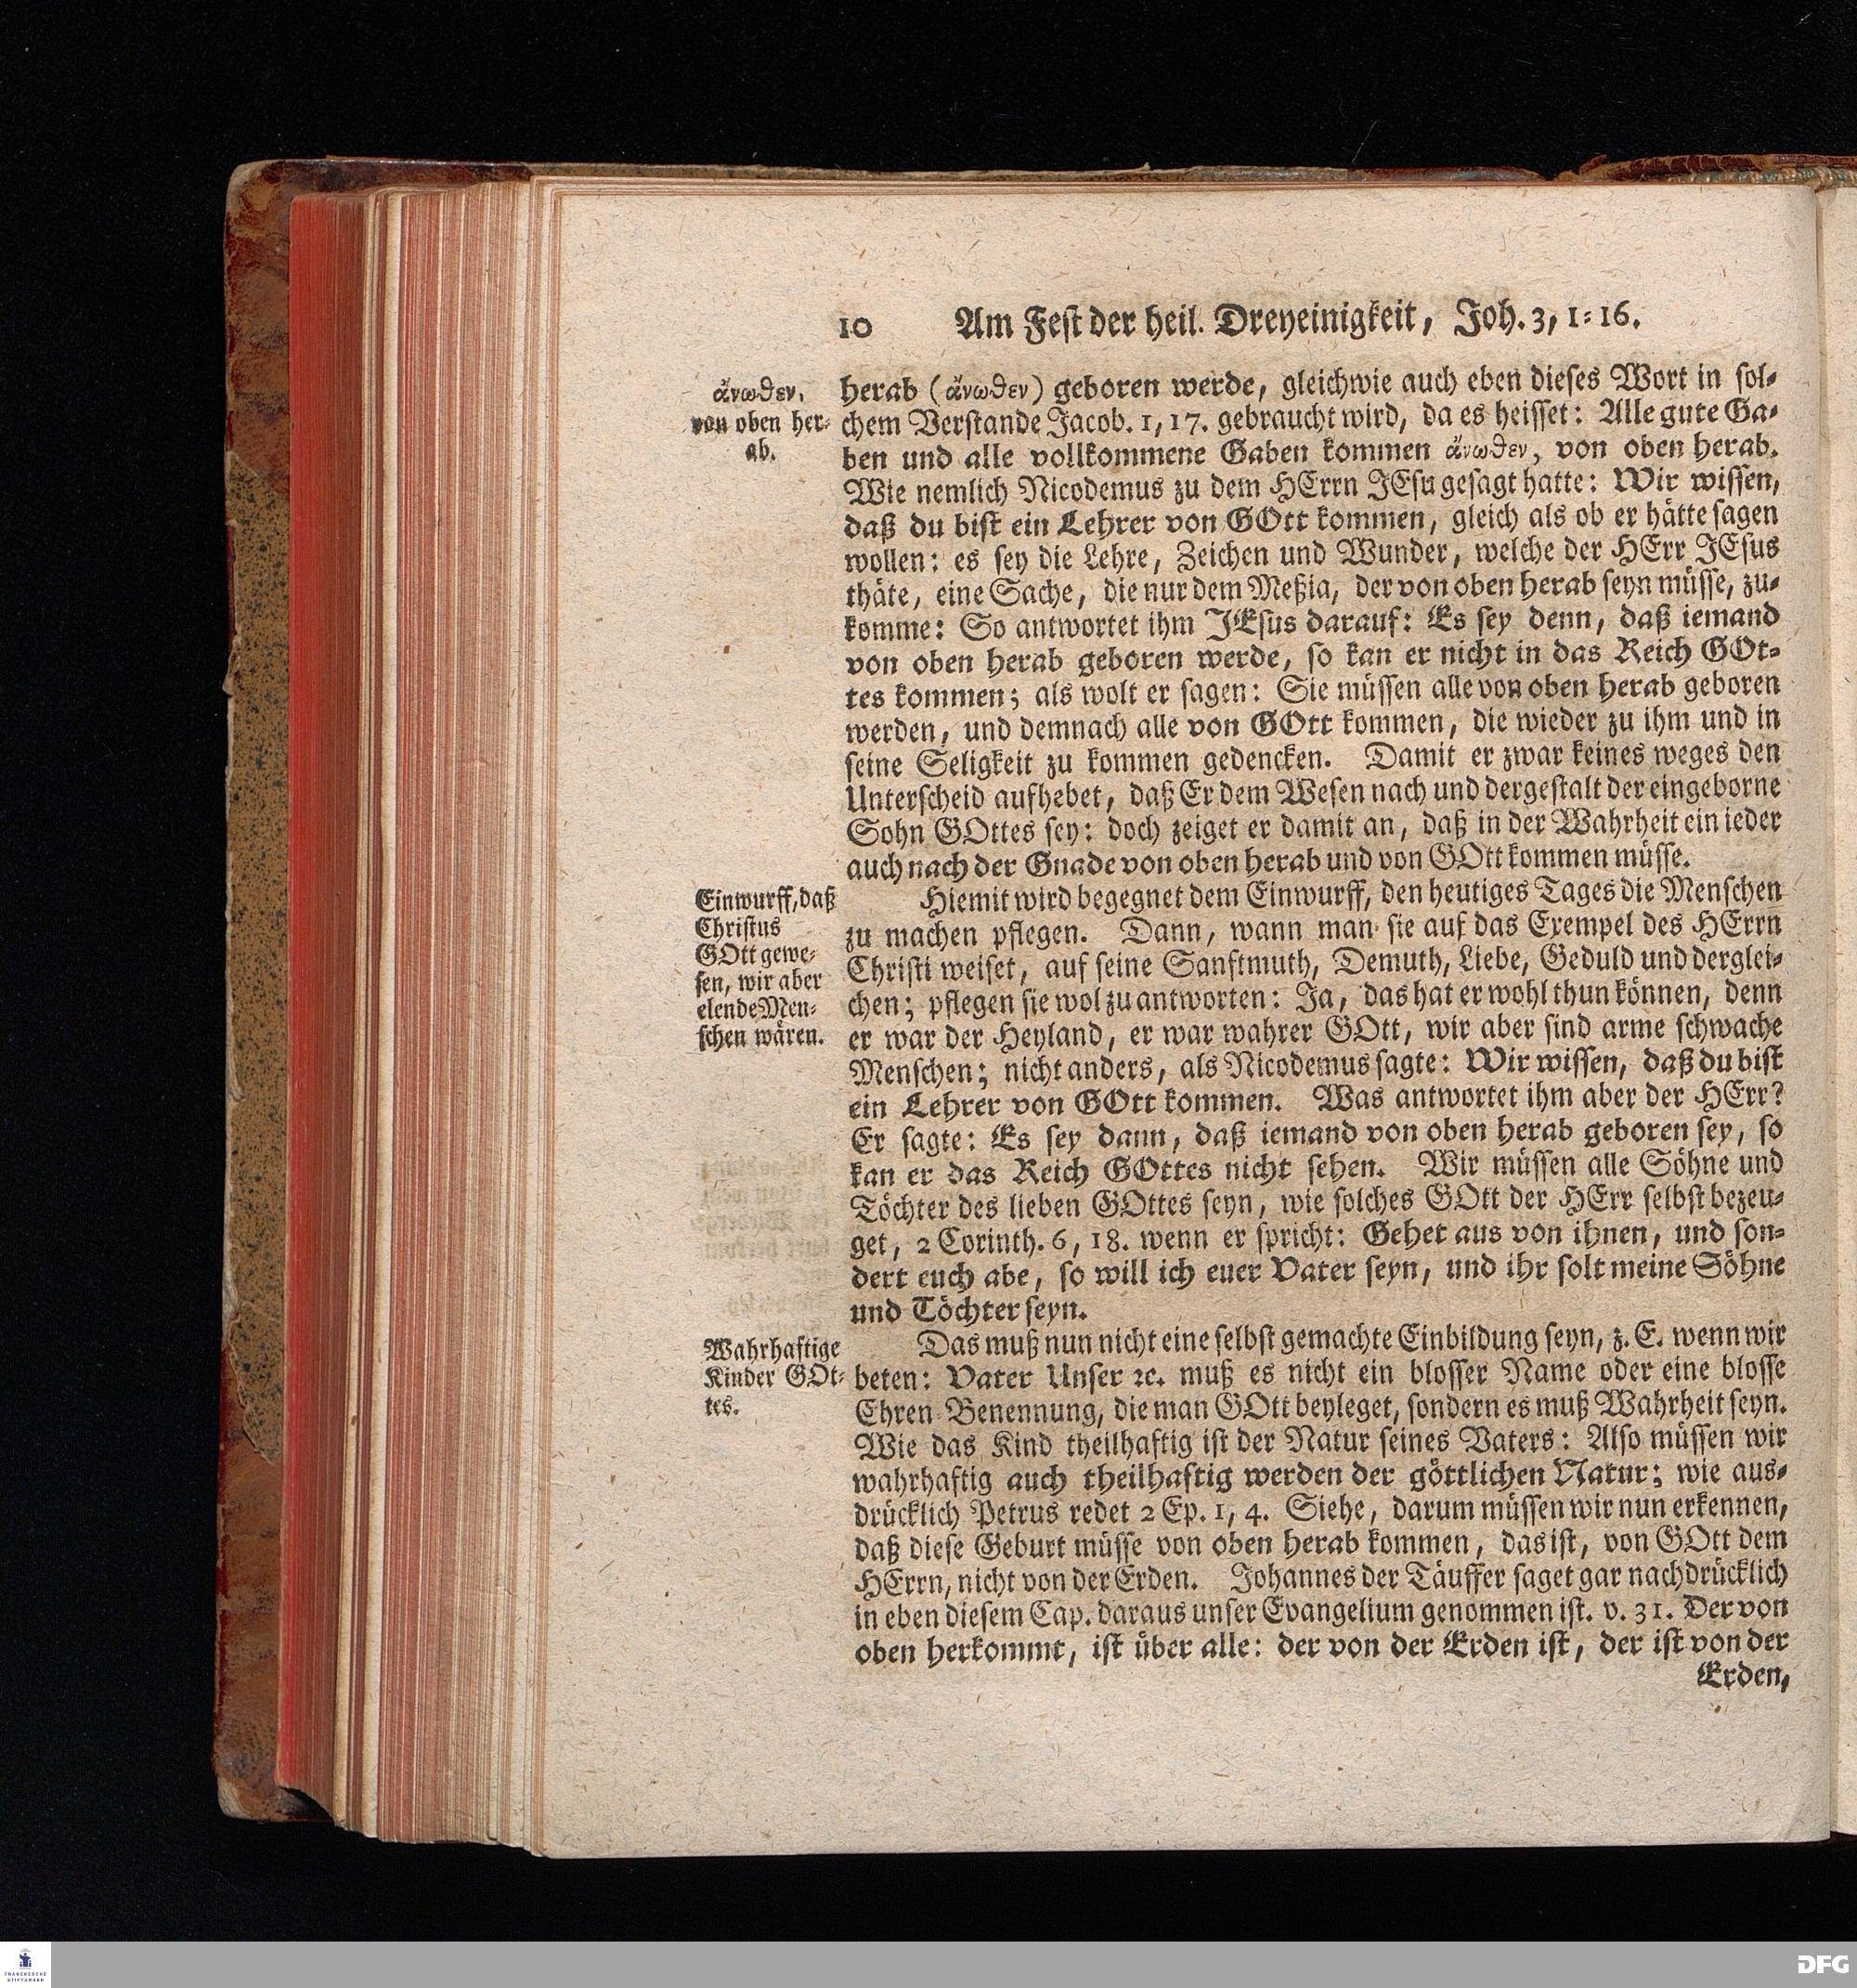 10 Am Fest der heil. Dreyeinigkeit, Joh. 3, 1-16.
ἄνωθεν.
von oben her-
ab.
herab (ἄνωθεν) geboren werde, gleichwie auch eben dieses Wort in sol-
chem Verstande Jacob. 1, 17. gebraucht wird, da es heisset: Alle gute Ga-
ben und alle vollkommene Gaben kommen ἄνωθεν, von oben herab.
Wie nemlich Nicodemus zu dem HErrn JEsu gesagt hatte: Wir wissen,
daß du bist ein Lehrer von GOtt kommen, gleich als ob er hätte sagen
wollen: es sey die Lehre, Zeichen und Wunder, welche der HErr JEsus
thäte, eine Sache, die nur dem Meßia, der von oben herab seyn müsse, zu-
komme: So antwortet ihm JEsus darauf: Es sey denn, daß iemand
von oben herab geboren werde, so kan er nicht in das Reich GOt-
tes kommen; als wolt er sagen: Sie müssen alle von oben herab geboren
werden, und demnach alle von GOtt kommen, die wieder zu ihm und in
seine Seligkeit zu kommen gedencken. Damit er zwar keines weges den
Unterscheid aufhebet, daß Er dem Wesen nach und dergestalt der eingeborne
Sohn GOttes sey: doch zeiget er damit an, daß in der Wahrheit ein ieder
auch nach der Gnade von oben herab und von GOtt kommen müsse.
Einwurff, daß
Christus
GOtt gewe-
sen, wir aber
elende Men-
schen wären.
Hiemit wird begegnet dem Einwurff, den heutiges Tages die Menschen
zu machen pflegen. Dann, wann man sie auf das Exempel des HErrn
Christi weiset, auf seine Sanftmuth, Demuth, Liebe, Geduld und derglei-
chen; pflegen sie wol zu antworten: Ja, das hat er wohl thun können, denn
er war der Heyland, er war wahrer GOtt, wir aber sind arme schwache
Menschen; nicht anders, als Nicodemus sagte: Wir wissen, daß du bist
ein Lehrer von GOtt kommen. Was antwortet ihm aber der HErr?
Er sagte: Es sey dann, daß iemand von oben herab geboren sey, so
kan er das Reich GOttes nicht sehen. Wir müssen alle Söhne und
Töchter des lieben GOttes seyn, wie solches GOtt der HErr selbst bezeu-
get, 2 Corinth. 6, 18. wenn er spricht: Gehet aus von ihnen, und son-
dert euch abe, so will ich euer Vater seyn, und ihr solt meine Söhne
und Töchter seyn.
Wahrhaftige
Kinder GOt-
tes.
Das muß nun nicht eine selbst gemachte Einbildung seyn, z. E. wenn wir
beten: Vater Unser ꝛc. muß es nicht ein blosser Name oder eine blosse
Ehren-Benennung, die man GOtt beyleget, sondern es muß Wahrheit seyn.
Wie das Kind theilhaftig ist der Natur seines Vaters: Also müssen wir
wahrhaftig auch theilhaftig werden der göttlichen Natur; wie aus-
drücklich Petrus redet 2 Ep. 1, 4. Siehe, darum müssen wir nun erkennen,
daß diese Geburt müsse von oben herab kommen, das ist, von GOtt dem
HErrn, nicht von der Erden. Johannes der Täuffer saget gar nachdrücklich
in eben diesem Cap. daraus unser Evangelium genommen ist. v. 31. Der von
oben herkommt, ist über alle: der von der Erden ist, der ist von der
Erden,
FRANCKESCHE
STIFTUNGEN
DFG